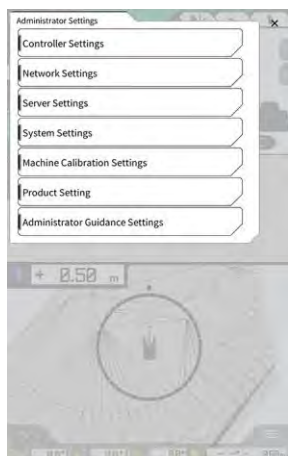 Administrator Settings
×
Controller Settings
Network Settings
Server Settings
System Settings
Machine Calibration Settings
Product Setting
Administrator Guidance Settings
+ 0.50 m